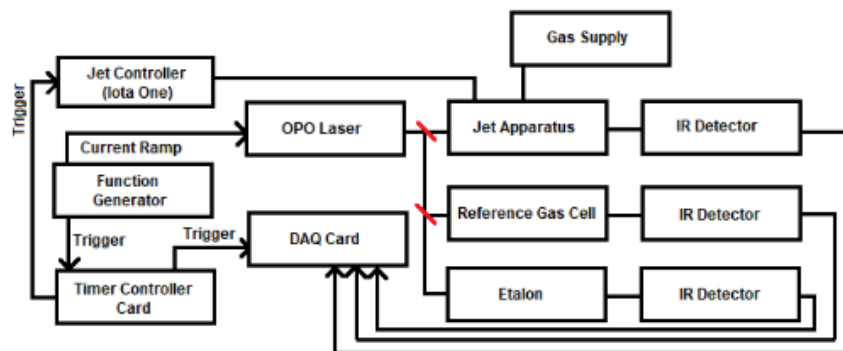 Gas Supply
Jet Controller
(Iota One)
Trigger
OPO Laser
Jet Apparatus
IR Detector
Current Ramp
Function
Generator
Reference Gas Cell
IR Detector
Trigger
Trigger
DAQ Card
Timer Controller
Card
Etalon
IR Detector